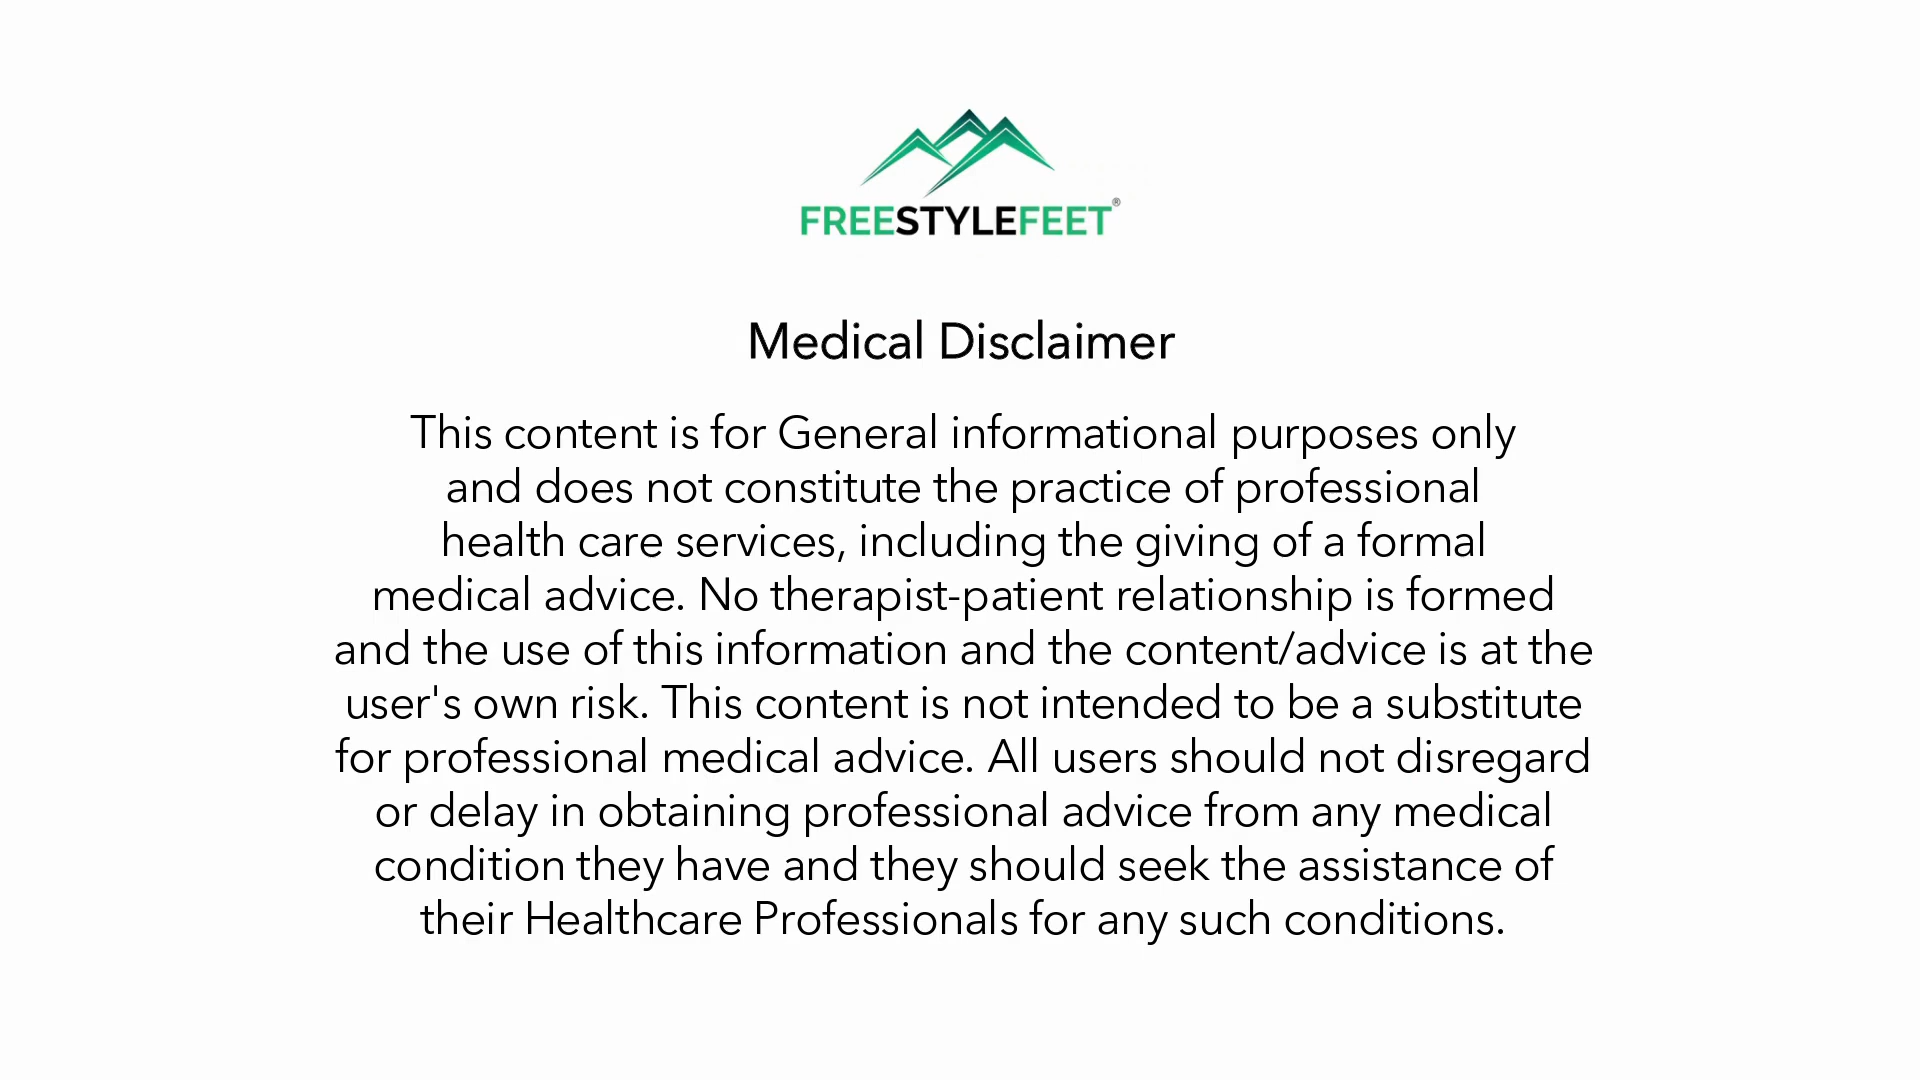 FREESTYLEFEET®
Medical Disclaimer
This content is for General informational purposes only
and does not constitute the practice of professional
health care services, including the giving of a formal
medical advice. No therapist-patient relationship is formed
and the use of this information and the content/advice is at the
user's own risk. This content is not intended to be a substitute
for professional medical advice. All users should not disregard
or delay in obtaining professional advice from any medical
condition they have and they should seek the assistance of
their Healthcare Professionals for any such conditions.